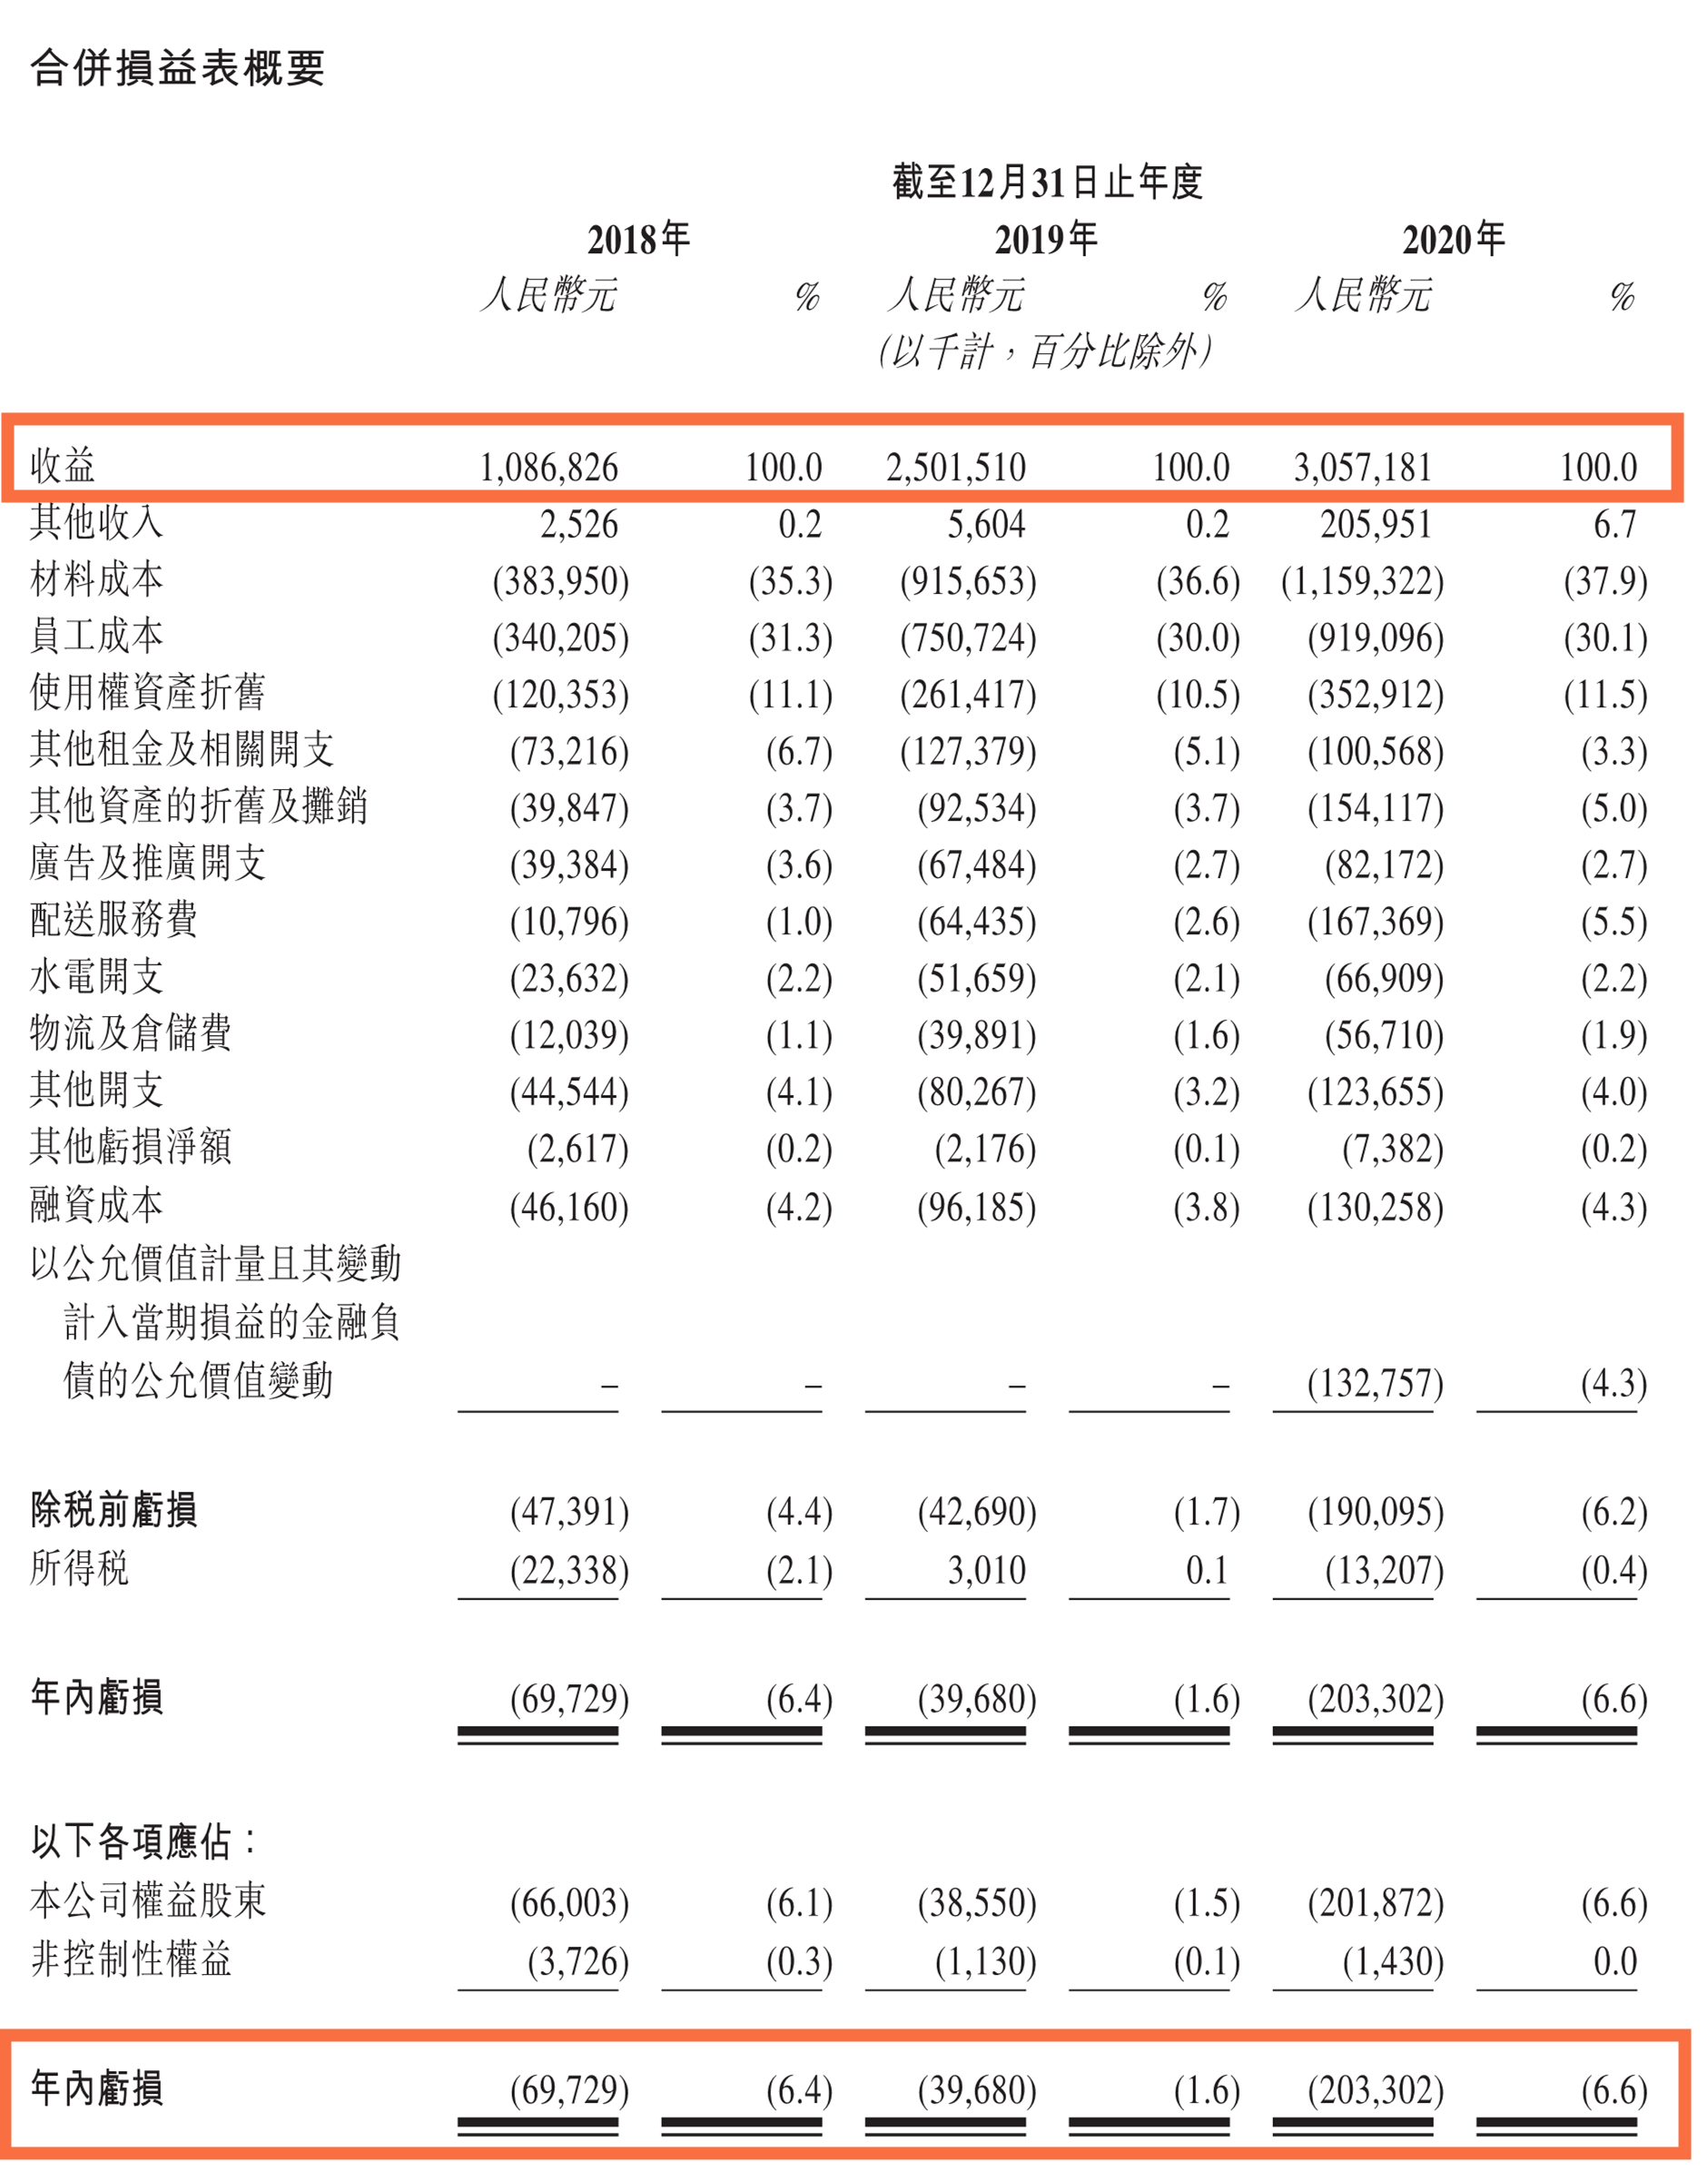 合併損益表概要
截至12月31日止年度
2018年 2019年 2020年
人民幣元 % 人民幣元 % 人民幣元 %
(以千計，百分比除外)
收益 1,086,826 100.0 2,501,510 100.0 3,057,181 100.0
其他收入 2,526 0.2 5,604 0.2 205,951 6.7
材料成本 (383,950) (35.3) (915,653) (36.6) (1,159,322) (37.9)
員工成本 (340,205) (31.3) (750,724) (30.0) (919,096) (30.1)
使用權資產折舊 (120,353) (11.1) (261,417) (10.5) (352,912) (11.5)
其他租金及相關開支 (73,216) (6.7) (127,379) (5.1) (100,568) (3.3)
其他資產的折舊及攤銷 (39,847) (3.7) (92,534) (3.7) (154,117) (5.0)
廣告及推廣開支 (39,384) (3.6) (67,484) (2.7) (82,172) (2.7)
配送服務費 (10,796) (1.0) (64,435) (2.6) (167,369) (5.5)
水電開支 (23,632) (2.2) (51,659) (2.1) (66,909) (2.2)
物流及倉儲費 (12,039) (1.1) (39,891) (1.6) (56,710) (1.9)
其他開支 (44,544) (4.1) (80,267) (3.2) (123,655) (4.0)
其他虧損淨額 (2,617) (0.2) (2,176) (0.1) (7,382) (0.2)
融資成本 (46,160) (4.2) (96,185) (3.8) (130,258) (4.3)
以公允價值計量且其變動
計入當期損益的金融負
債的公允價值變動 – – – – (132,757) (4.3)
除税前虧損 (47,391) (4.4) (42,690) (1.7) (190,095) (6.2)
所得税 (22,338) (2.1) 3,010 0.1 (13,207) (0.4)
年內虧損 (69,729) (6.4) (39,680) (1.6) (203,302) (6.6)
以下各項應佔：
本公司權益股東 (66,003) (6.1) (38,550) (1.5) (201,872) (6.6)
非控制性權益 (3,726) (0.3) (1,130) (0.1) (1,430) 0.0
年內虧損 (69,729) (6.4) (39,680) (1.6) (203,302) (6.6)